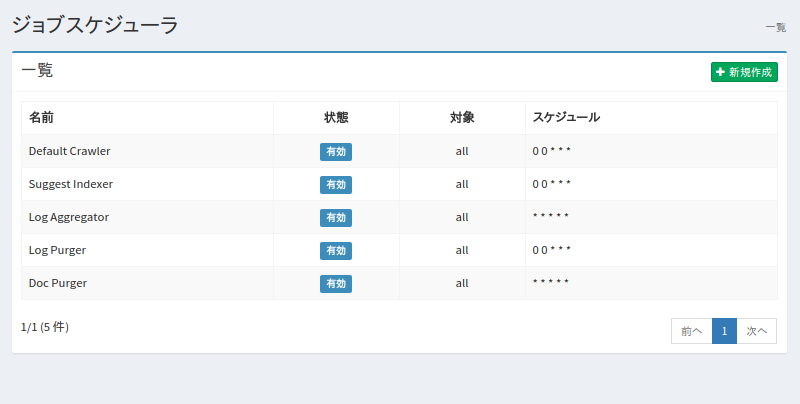 ジョブスケジューラ
一覧
一覧
新規作成
名前 状態 対象 スケジュール
Default Crawler 有効 all 0 0 * * *
Suggest Indexer 有効 all 0 0 * * *
Log Aggregator 有効 all * * * * *
Log Purger 有効 all 0 0 * * *
Doc Purger 有効 all * * * * *
1/1 (5 件) 前へ 1 次へ